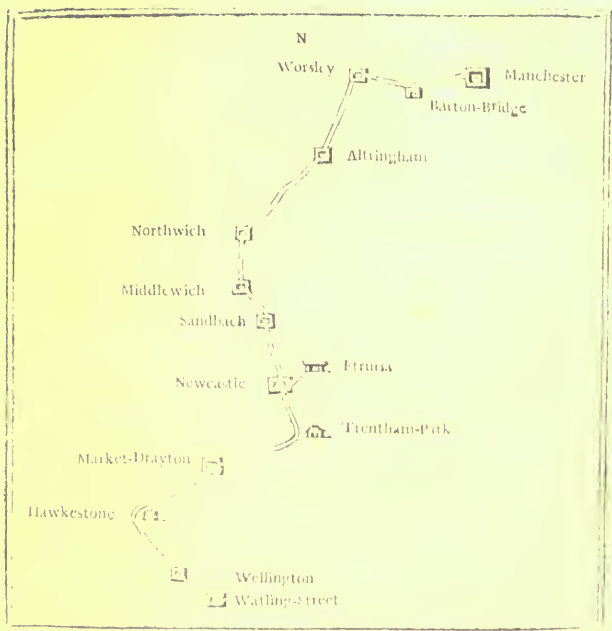 N
Worsley
Manchester
Barton-Bridge
Altringham
Northwich
Middlewich
Sandbach
Etruria
Newcastle
Trentham-Park
Market-Drayton
Hawkestone
Wellington
Watling-Street